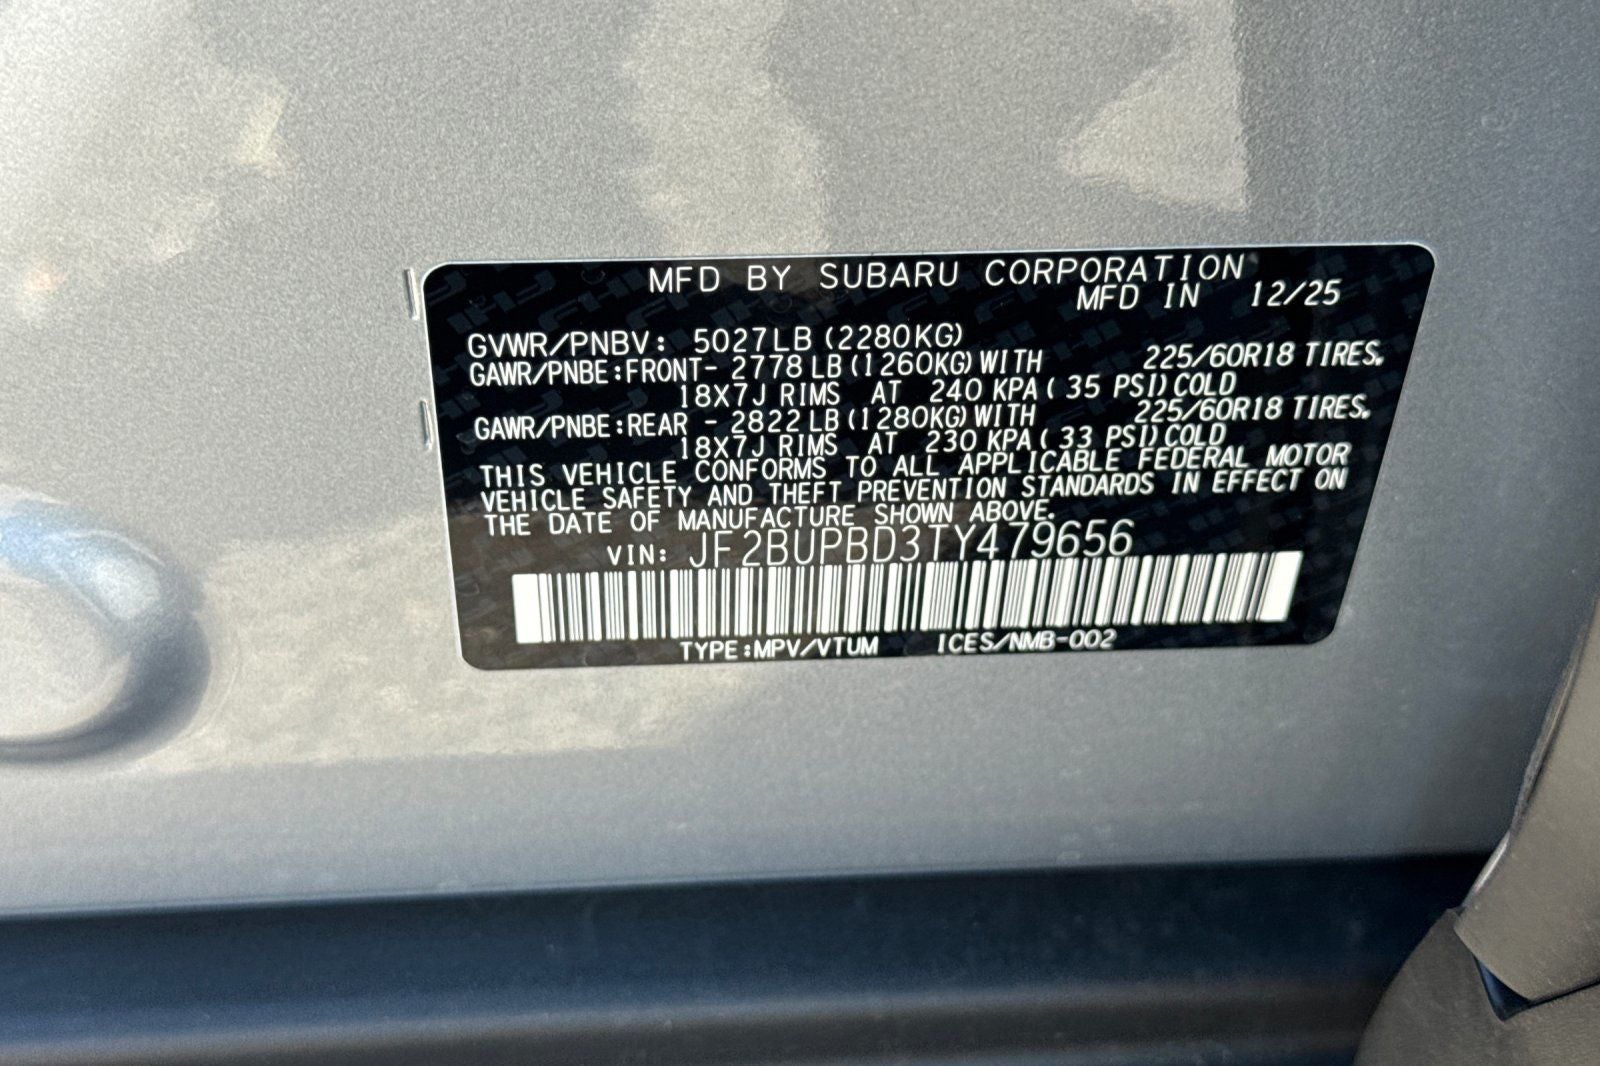 MFD BY SUBARU CORPORATION
MFD IN 12/25
GVWR/PNBV: 5027LB (2280KG)
GAWR/PNBE:FRONT- 2778 LB (1260KG) WITH 225/60R18 TIRES,
18X7J RIMS AT 240 KPA ( 35 PSI) COLD
GAWR/PNBE:REAR - 2822 LB (1280KG) WITH 225/60R18 TIRES,
18X7J RIMS AT 230 KPA ( 33 PSI) COLD
THIS VEHICLE CONFORMS TO ALL APPLICABLE FEDERAL MOTOR
VEHICLE SAFETY AND THEFT PREVENTION STANDARDS IN EFFECT ON
THE DATE OF MANUFACTURE SHOWN ABOVE.
VIN: JF2BUPBD3TY479656
TYPE:MPV/VTUM ICES/NMB-002